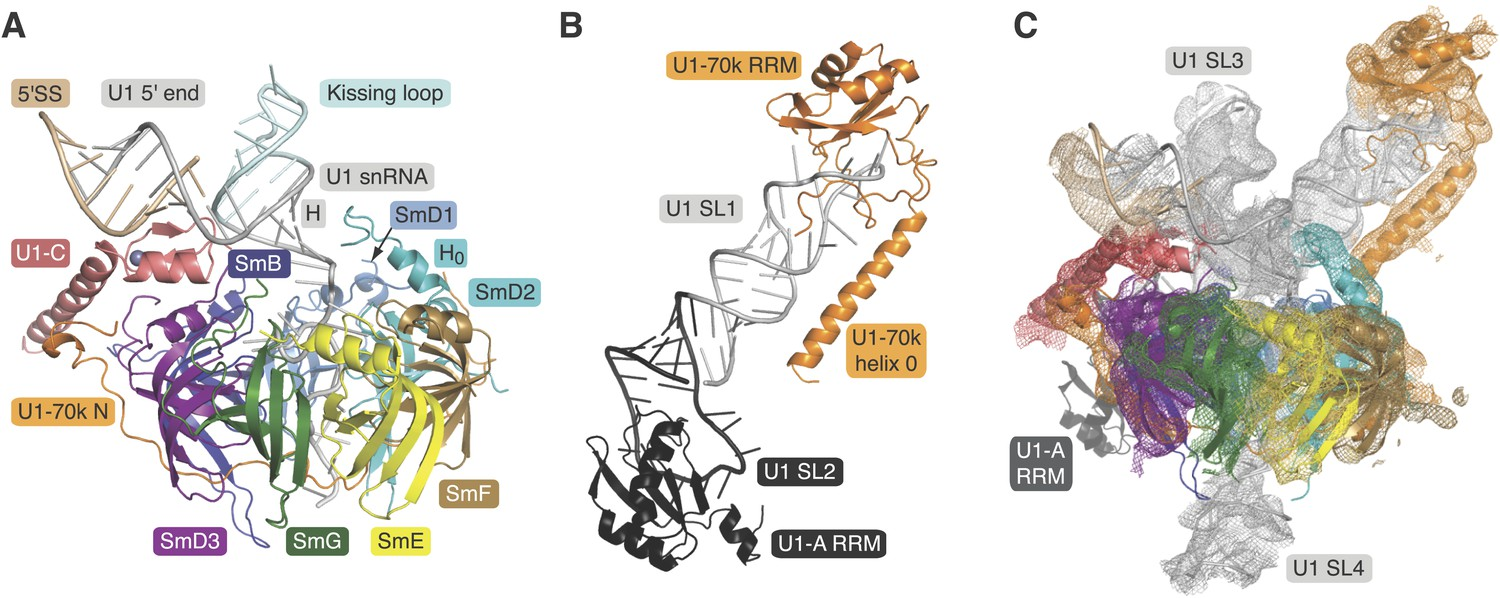 A
5'SS
U1 5' end
Kissing loop
U1 snRNA
H
SmD1
U1-C
SmB
H0
SmD2
U1-70k N
SmF
SmD3
SmG
SmE
B
U1-70k RRM
U1 SL1
U1-70k
helix 0
U1 SL2
U1-A RRM
C
U1 SL3
U1-A
RRM
U1 SL4